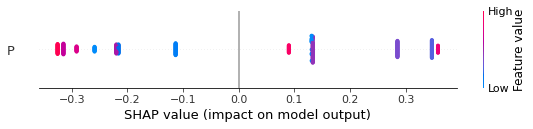 High
P
Feature value
Low
−0.3 −0.2 −0.1 0.0 0.1 0.2 0.3
SHAP value (impact on model output)